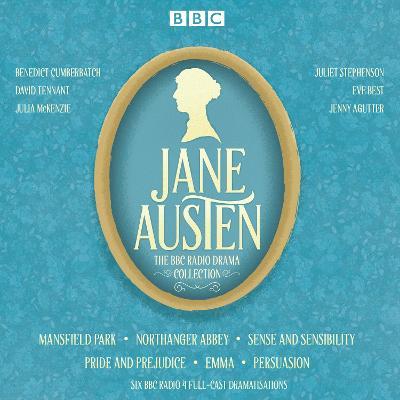 BBC
BENEDICT CUMBERBATCH
DAVID TENNANT
JULIA McKENZIE
JULIET STEPHENSON
EVE BEST
JENNY AGUTTER
JANE
AUSTEN
THE BBC RADIO DRAMA
COLLECTION
MANSFIELD PARK • NORTHANGER ABBEY • SENSE AND SENSIBILITY
PRIDE AND PREJUDICE • EMMA • PERSUASION
SIX BBC RADIO 4 FULL-CAST DRAMATISATIONS